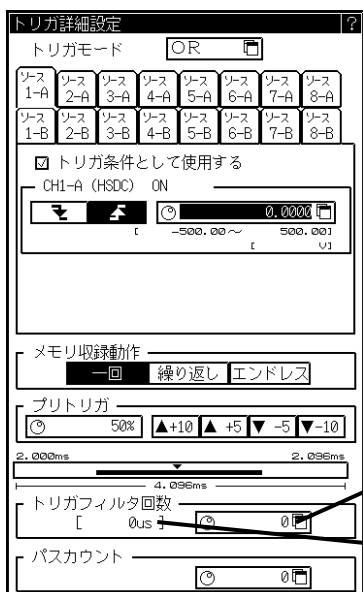 トリガ詳細設定 ?
トリガモード OR
ソース 1-A ソース 2-A ソース 3-A ソース 4-A ソース 5-A ソース 6-A ソース 7-A ソース 8-A
ソース 1-B ソース 2-B ソース 3-B ソース 4-B ソース 5-B ソース 6-B ソース 7-B ソース 8-B
☑ トリガ条件として使用する
CH1-A (HSDC) ON
0.0000
[ -500.00～ 500.00]
[ V]
メモリ収録動作
一回 繰り返し エンドレス
プリトリガ
50% ▲+10 ▲ +5 ▼ -5 ▼-10
2.000ms 2.096ms
4.096ms
トリガフィルタ回数
[ 0us ] 0
パスカウント
0